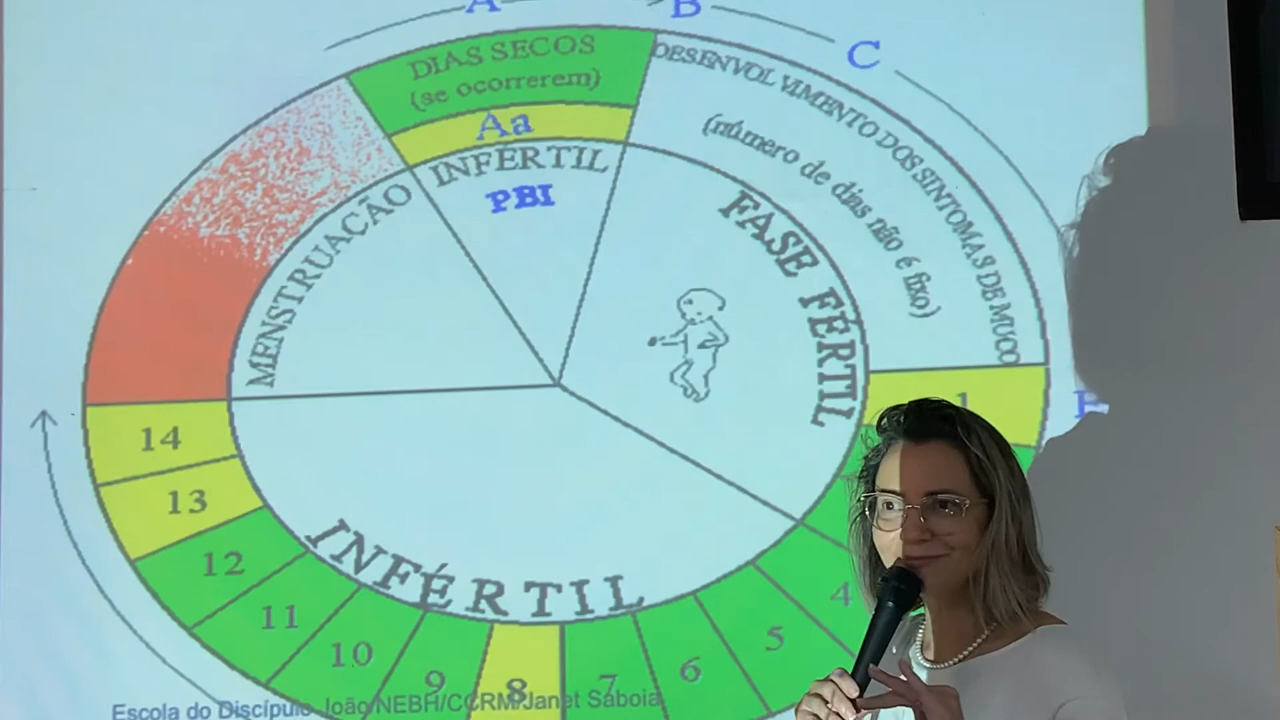 A
B
C
DIAS SECOS
(se ocorrerem)
Aa
INFÉRTIL
PBI
DESENVOLVIMENTO DOS SINTOMAS DE MUCO
(número de dias não é fixo)
FASE FÉRTIL
MENSTRUAÇÃO
1
14
13
12
11
10
9
8
7
6
5
4
INFÉRTIL
Escola do Discípulo João/NEBH/CCRM/Janet Saboia